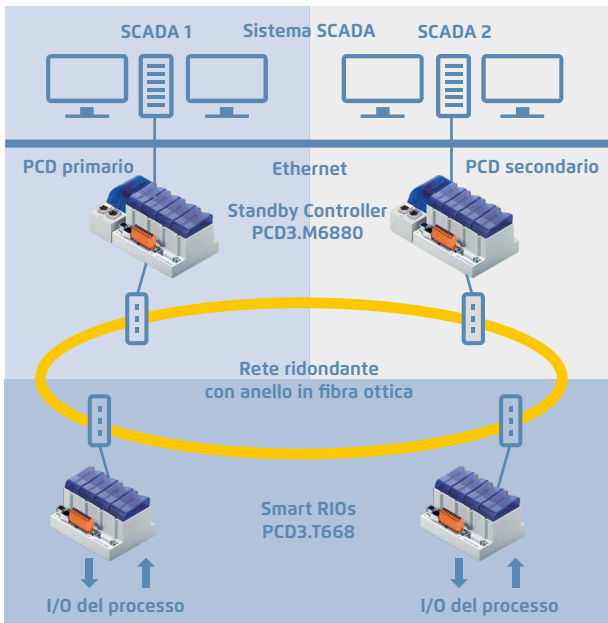 SCADA 1
Sistema SCADA
SCADA 2
PCD primario
Ethernet
PCD secondario
Standby Controller
PCD3.M6880
Rete ridondante
con anello in fibra ottica
Smart RIOs
PCD3.T668
I/O del processo
I/O del processo